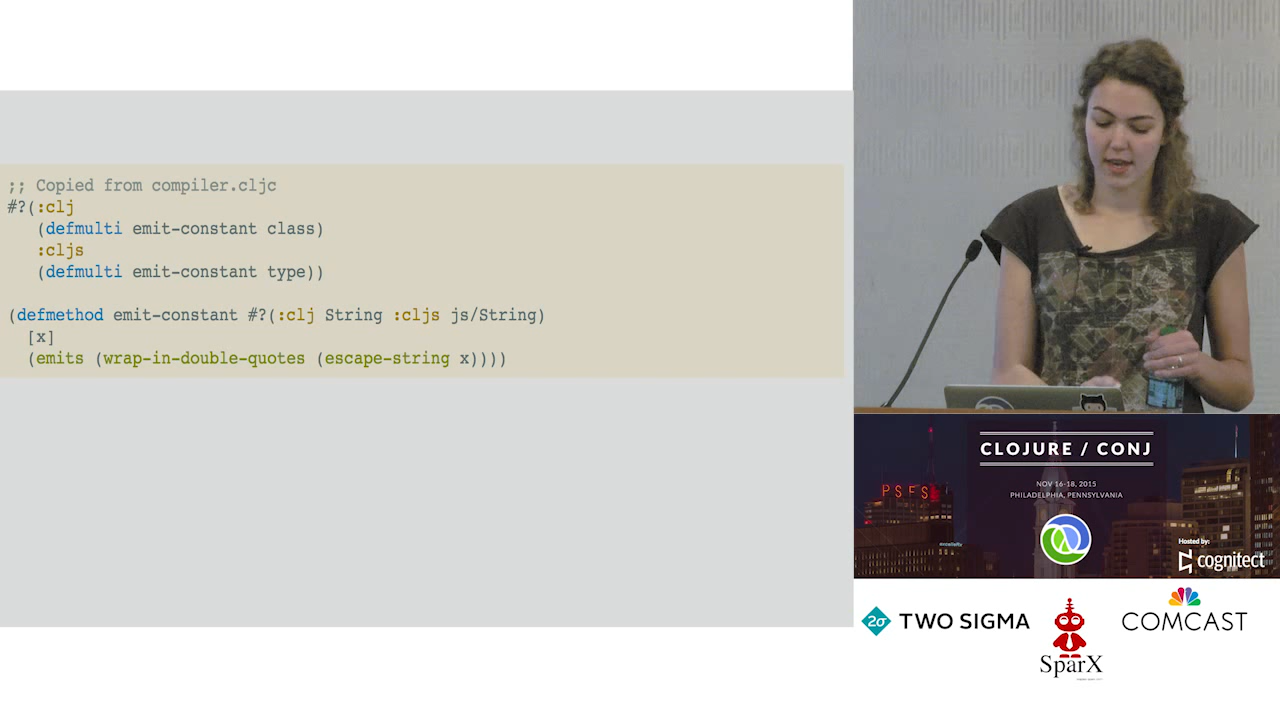 ;; Copied from compiler.cljc
#?(:clj
   (defmulti emit-constant class)
   :cljs
   (defmulti emit-constant type))
(defmethod emit-constant #?(:clj String :cljs js/String)
  [x]
  (emits (wrap-in-double-quotes (escape-string x))))
CLOJURE / CONJ
NOV 16-18, 2015
PHILADELPHIA, PENNSYLVANIA
PSFS
Hosted by:
cognitect
2σ TWO SIGMA
SparX
COMCAST